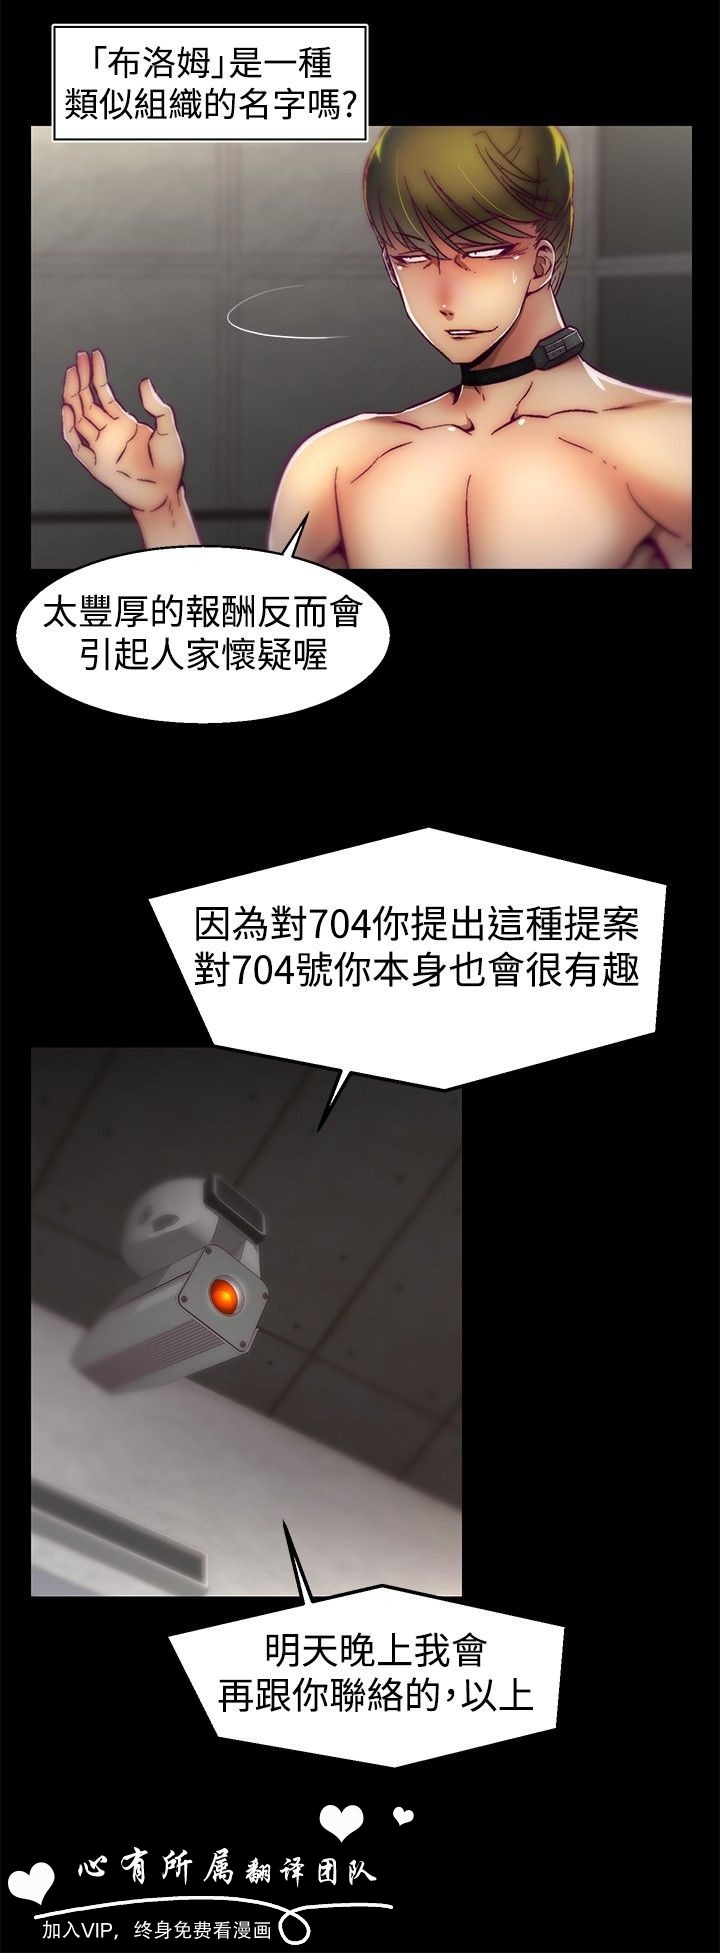 「布洛姆」是一種
類似組織的名字嗎?
太豐厚的報酬反而會
引起人家懷疑喔
因為對704你提出這種提案
對704號你本身也會很有趣
明天晚上我會
再跟你聯絡的，以上
心有所属翻译团队
加入VIP，终身免费看漫画